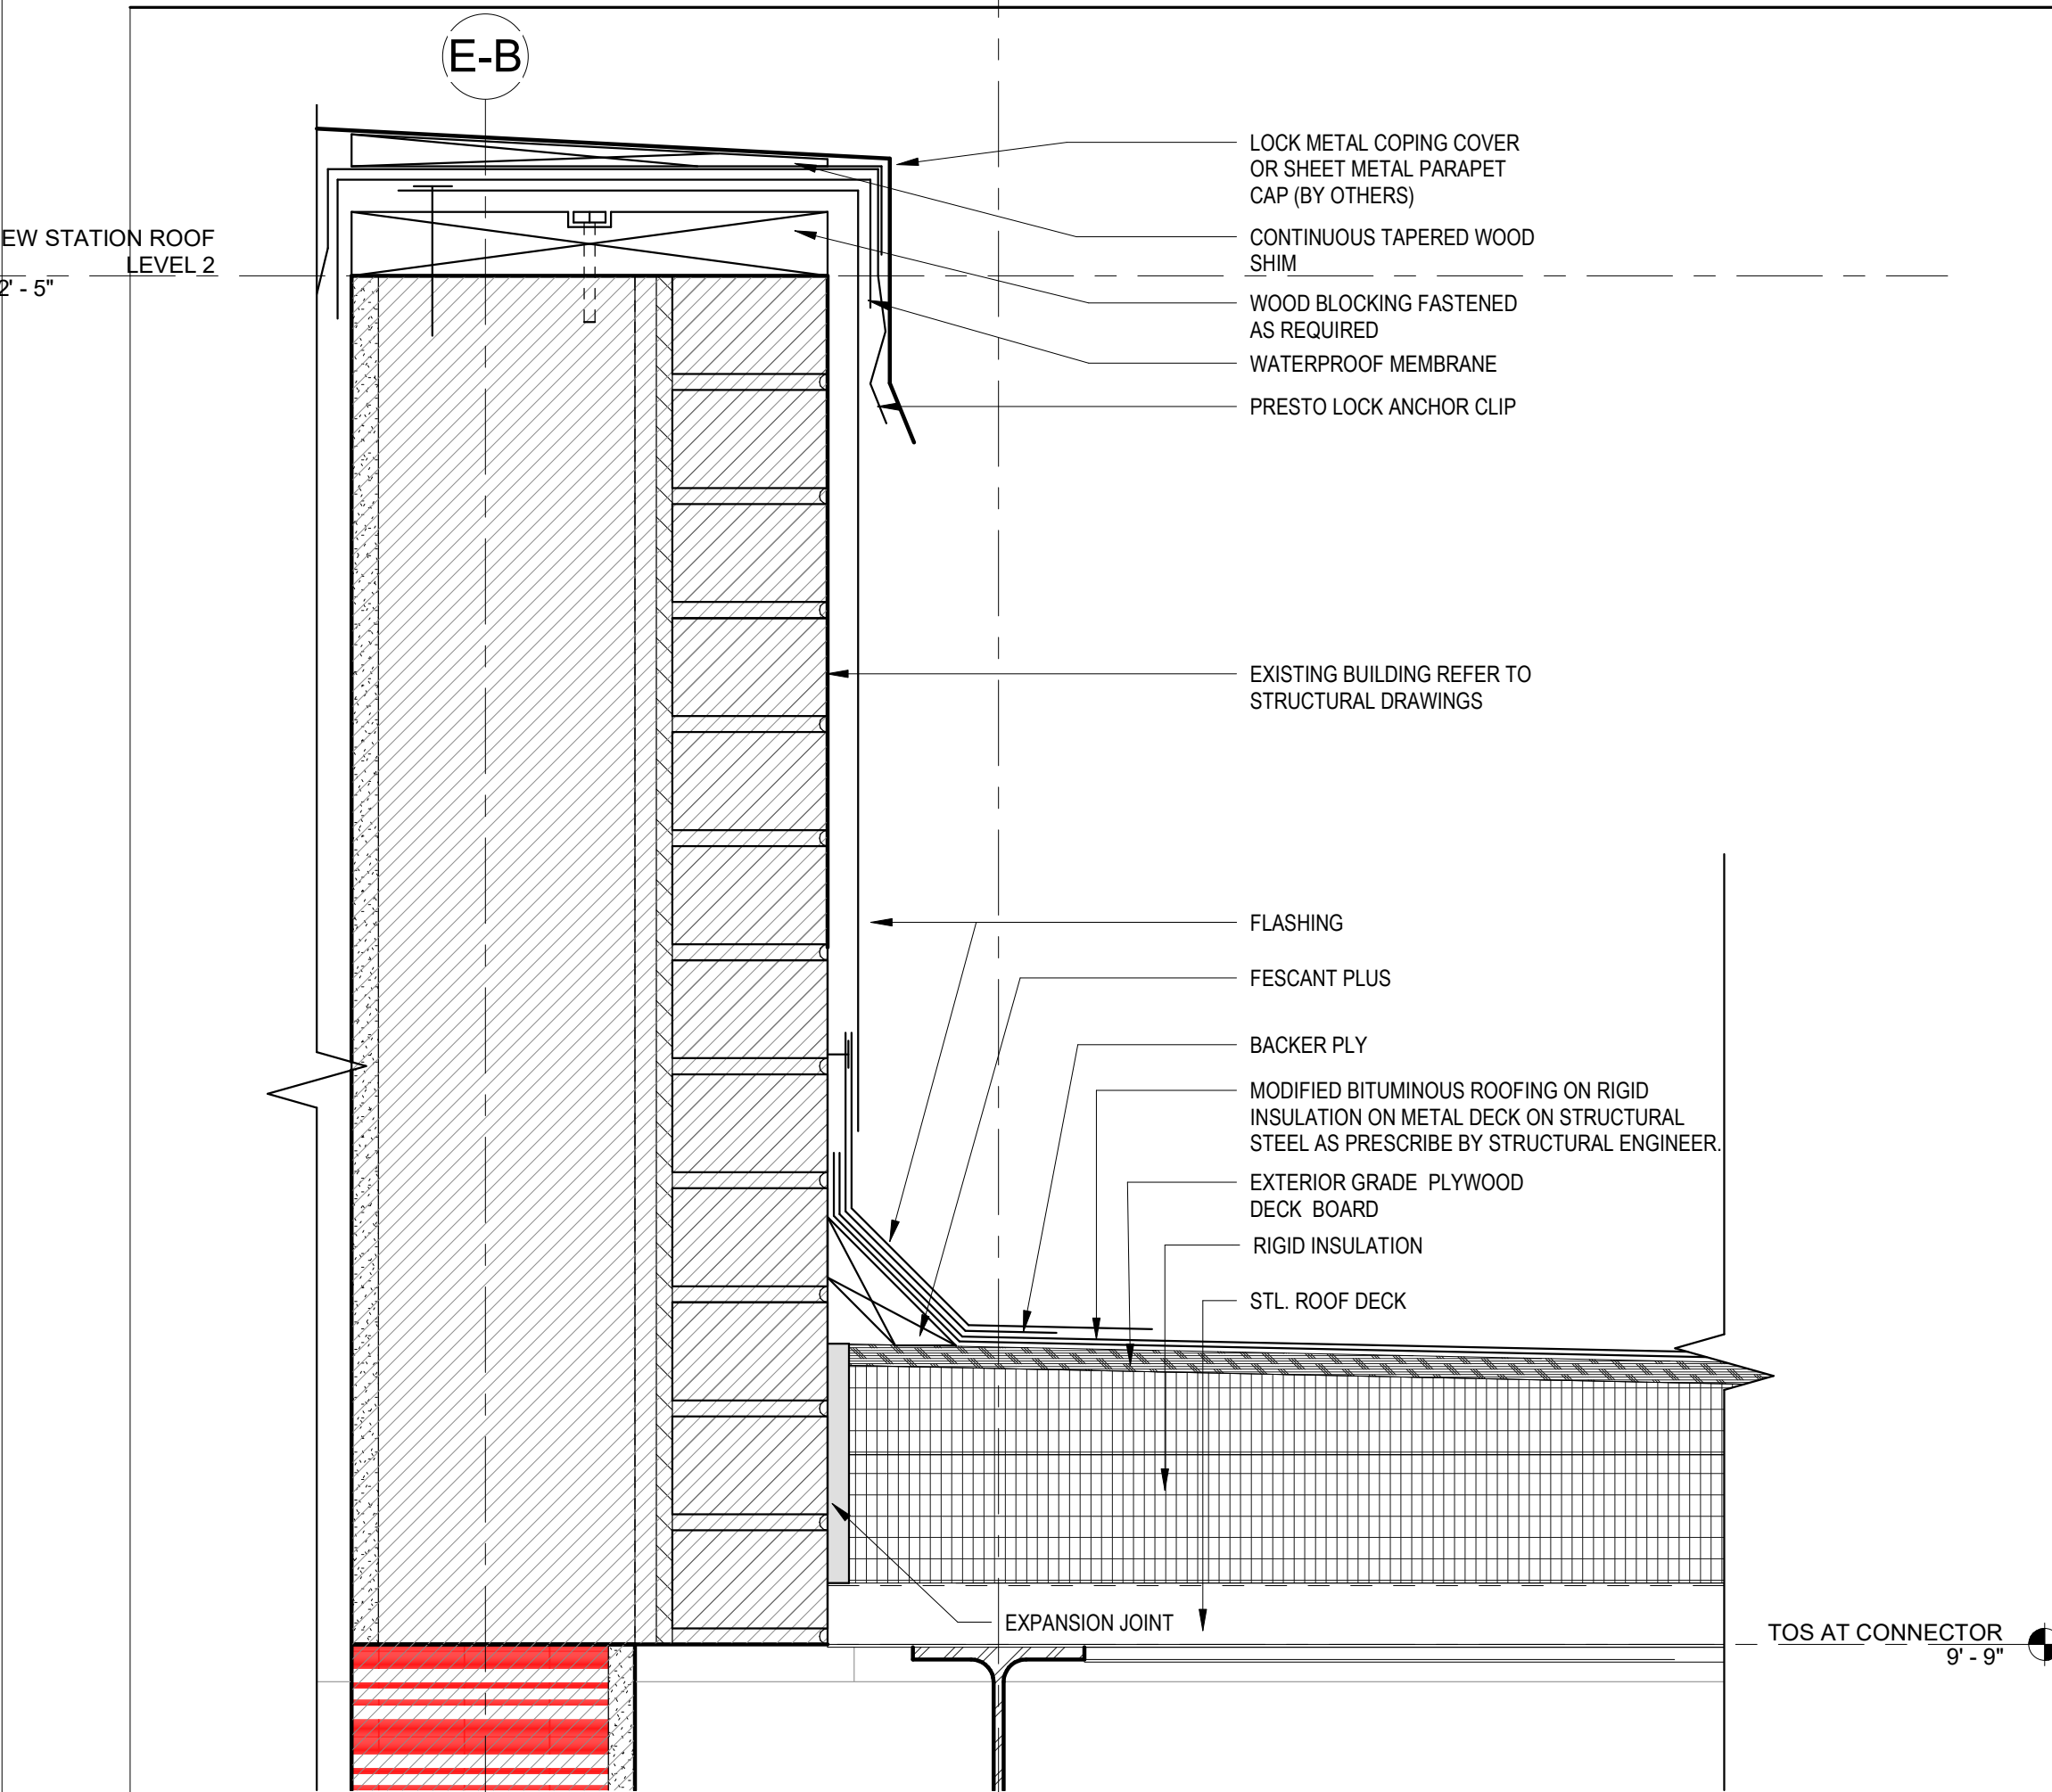 E-B
LOCK METAL COPING COVER
OR SHEET METAL PARAPET
CAP (BY OTHERS)
CONTINUOUS TAPERED WOOD
SHIM
EW STATION ROOF
LEVEL 2
2' - 5"
WOOD BLOCKING FASTENED
AS REQUIRED
WATERPROOF MEMBRANE
PRESTO LOCK ANCHOR CLIP
EXISTING BUILDING REFER TO
STRUCTURAL DRAWINGS
FLASHING
FESCANT PLUS
BACKER PLY
MODIFIED BITUMINOUS ROOFING ON RIGID
INSULATION ON METAL DECK ON STRUCTURAL
STEEL AS PRESCRIBE BY STRUCTURAL ENGINEER.
EXTERIOR GRADE PLYWOOD
DECK BOARD
RIGID INSULATION
STL. ROOF DECK
EXPANSION JOINT
TOS AT CONNECTOR
9' - 9"